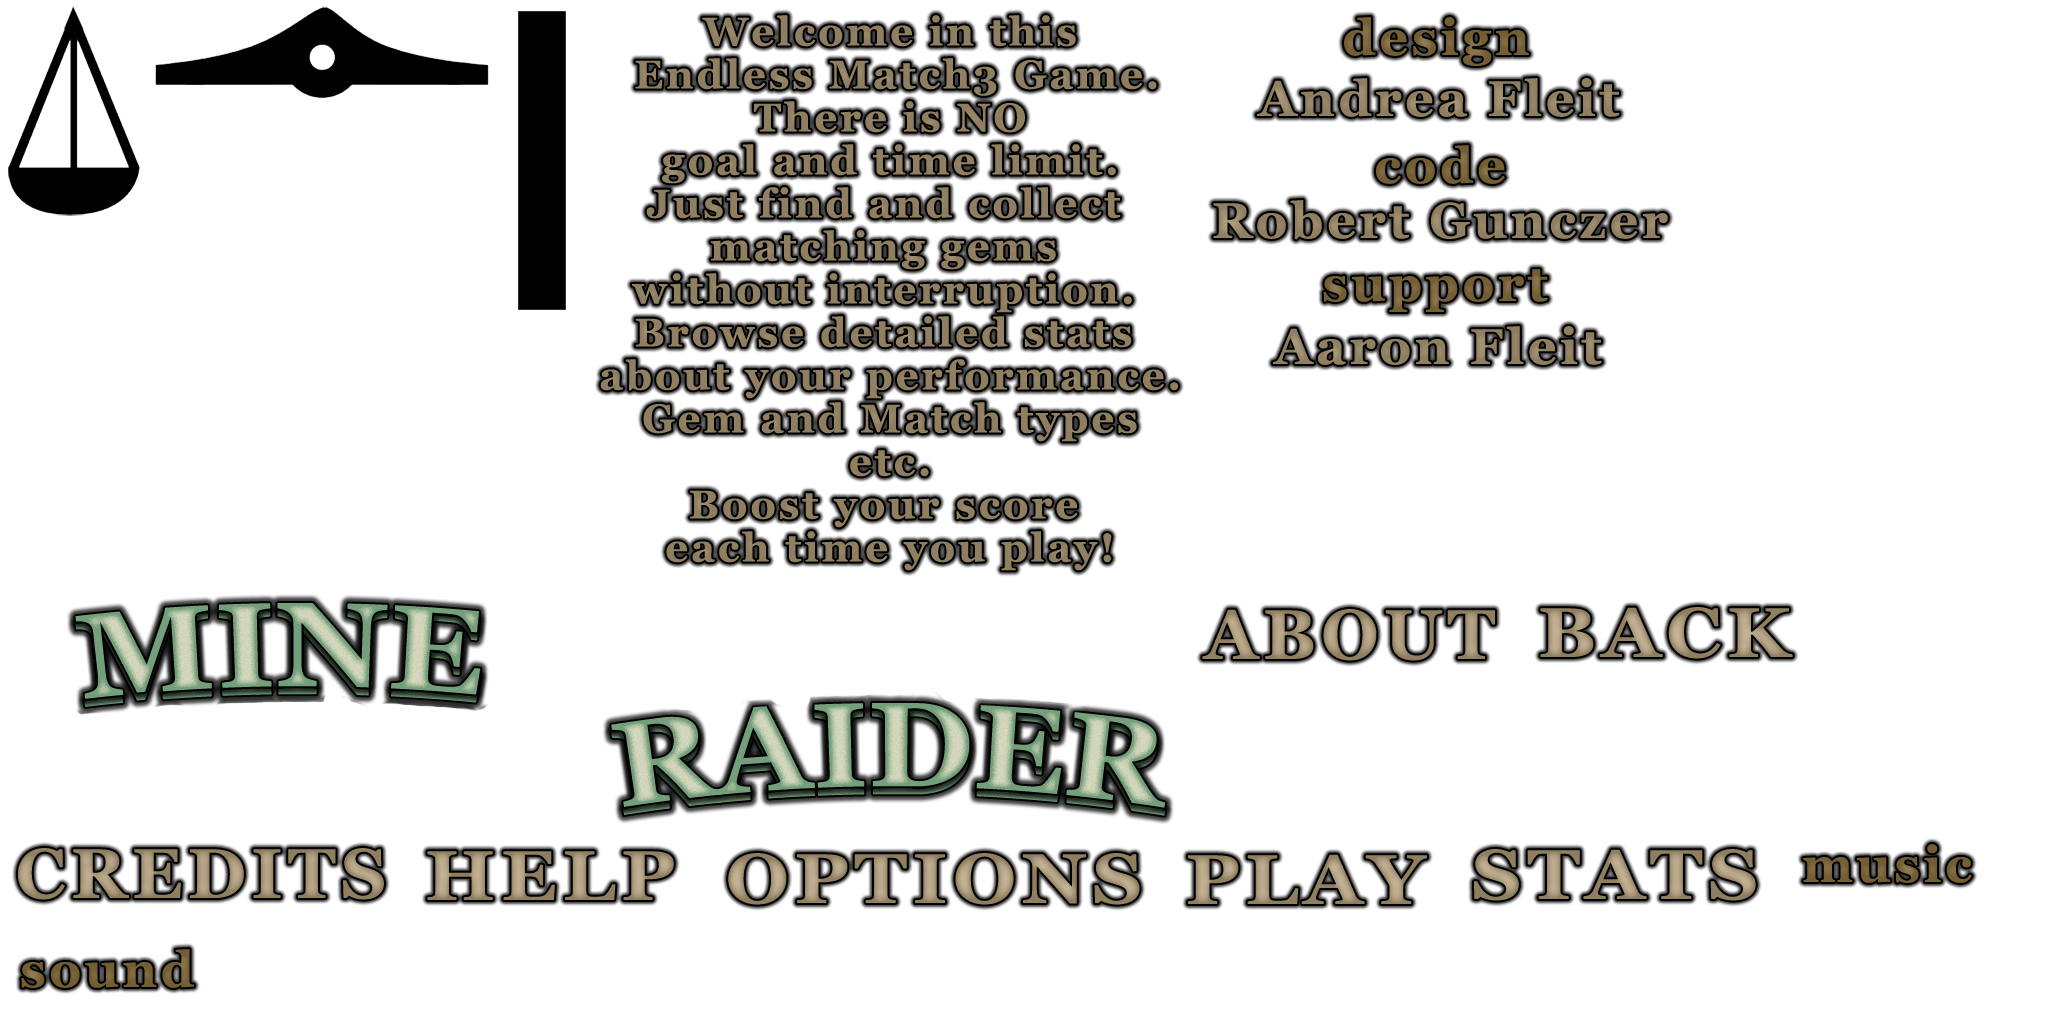 Welcome in this
Endless Match3 Game.
There is NO
goal and time limit.
Just find and collect
matching gems
without interruption.
Browse detailed stats
about your performance.
Gem and Match types
etc.
Boost your score
each time you play!
design
Andrea Fleit
code
Robert Gunczer
support
Aaron Fleit
MINE
RAIDER
ABOUT
BACK
CREDITS
HELP
OPTIONS
PLAY
STATS
music
sound